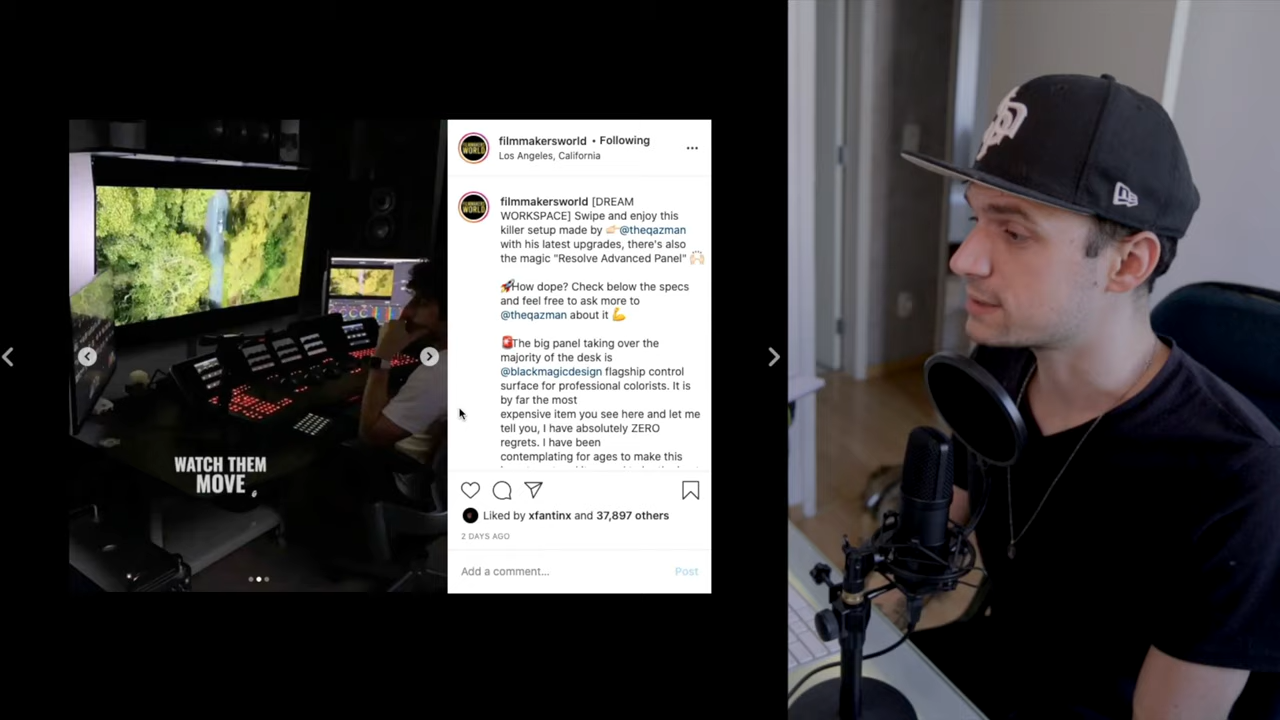 filmmakersworld • Following
Los Angeles, California
filmmakersworld [DREAM
WORKSPACE] Swipe and enjoy this
killer setup made by 👉🏻@theqazman
with his latest upgrades, there's also
the magic "Resolve Advanced Panel" 🙌🏻
🚀How dope? Check below the specs
and feel free to ask more to
@theqazman about it 💪
🚨The big panel taking over the
majority of the desk is
@blackmagicdesign flagship control
surface for professional colorists. It is
by far the most
expensive item you see here and let me
tell you, I have absolutely ZERO
regrets. I have been
contemplating for ages to make this
WATCH THEM
MOVE
Liked by xfantinx and 37,897 others
2 DAYS AGO
Add a comment...
Post